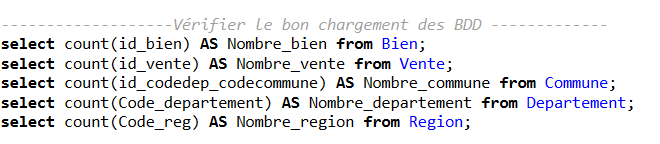 -------------------Vérifier le bon chargement des BDD -------------
select count(id_bien) AS Nombre_bien from Bien;
select count(id_vente) AS Nombre_vente from Vente;
select count(id_codedep_codecommune) AS Nombre_commune from Commune;
select count(Code_departement) AS Nombre_departement from Departement;
select count(Code_reg) AS Nombre_region from Region;